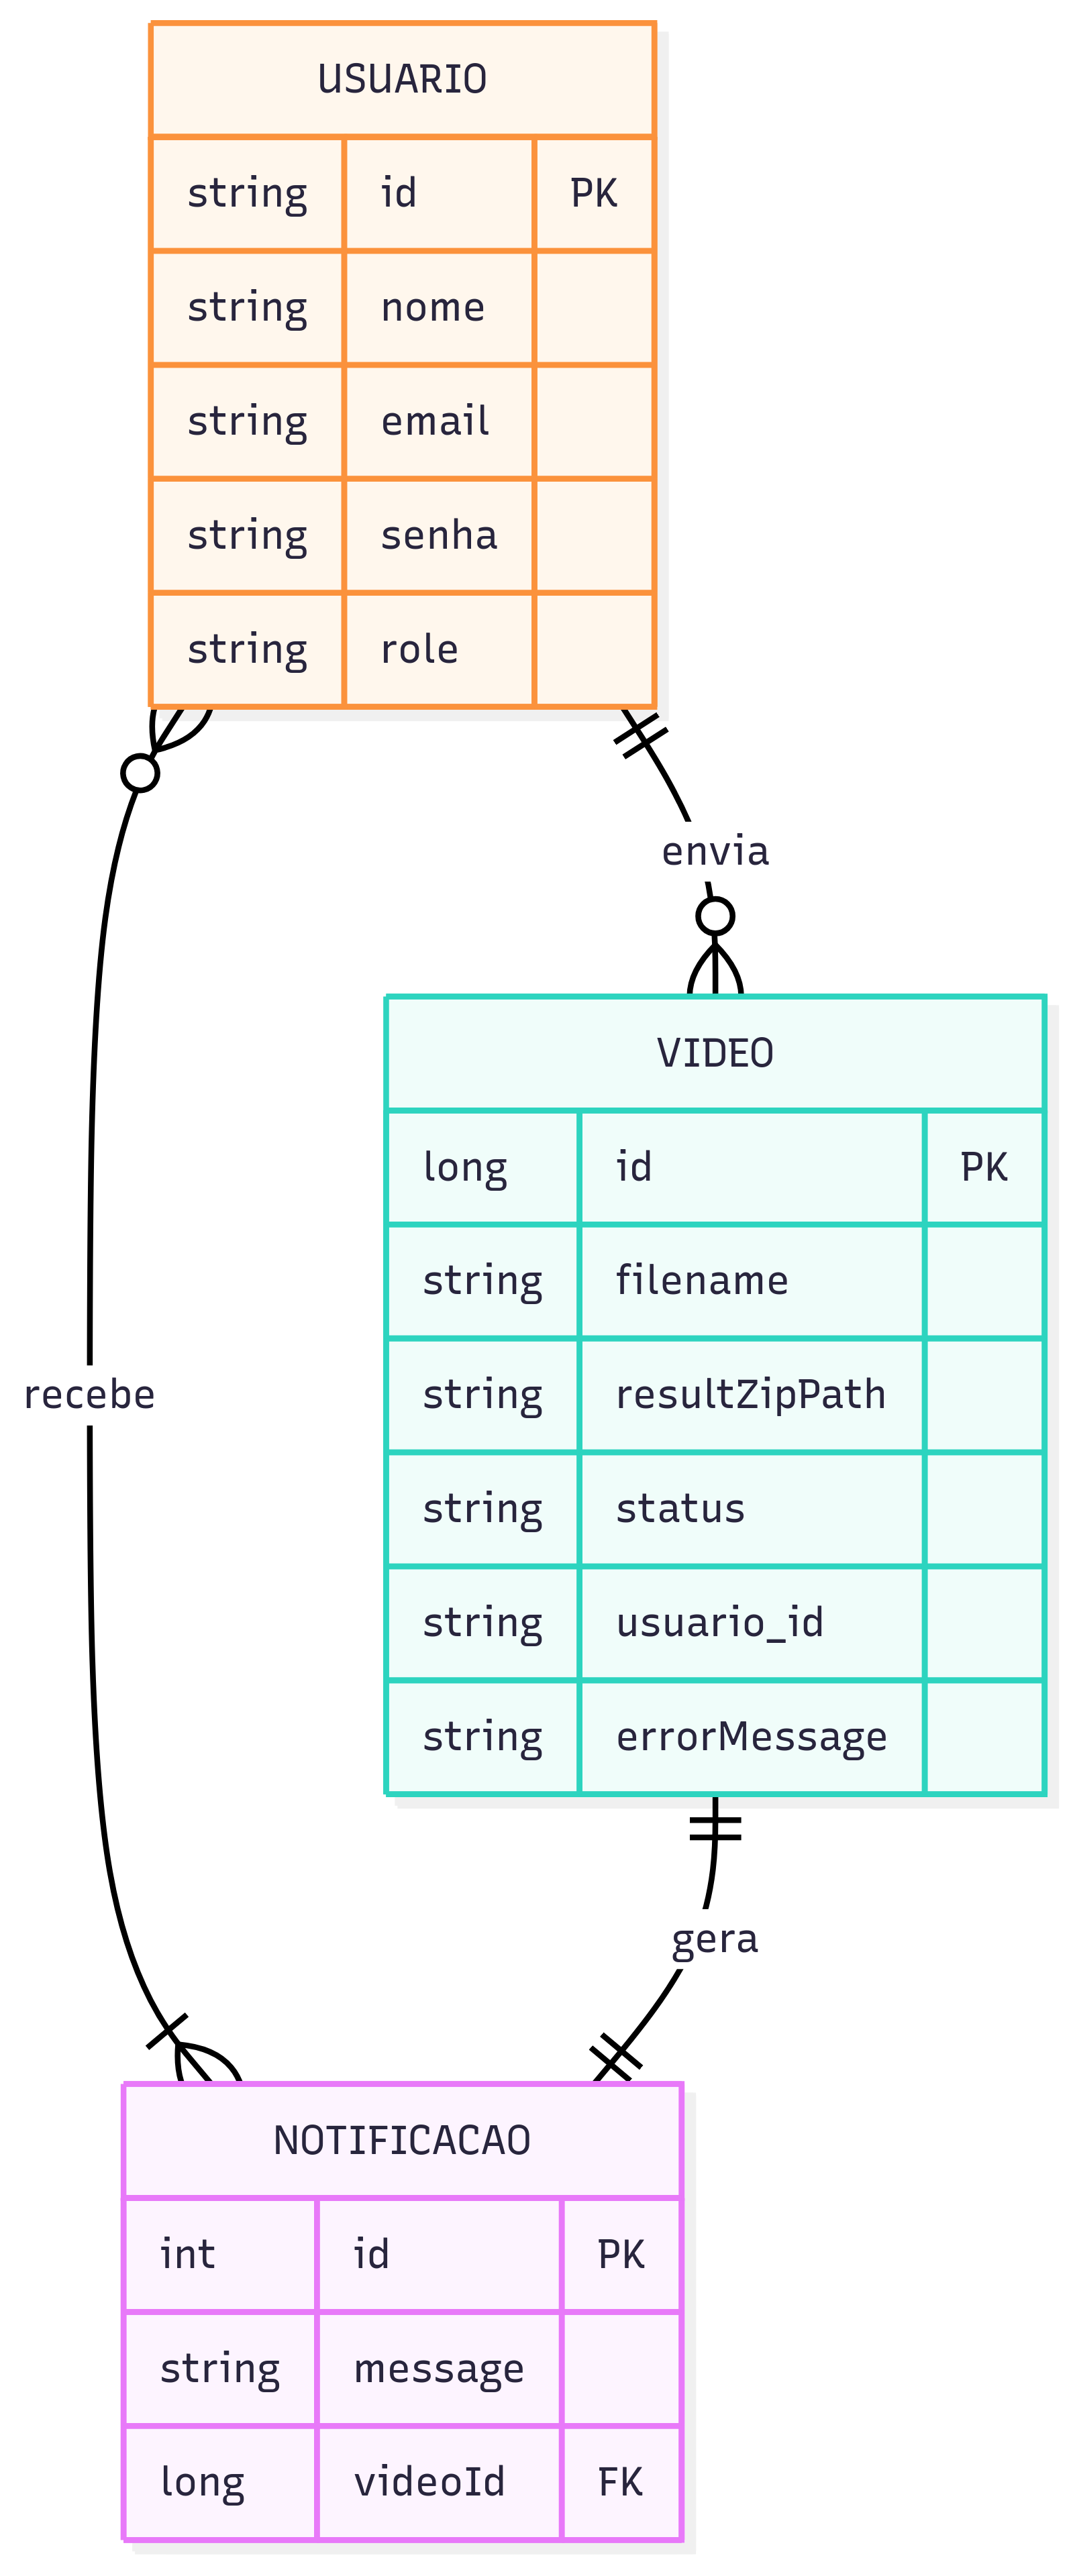 USUARIO
string id PK
string nome
string email
string senha
string role
envia
VIDEO
long id PK
string filename
string resultZipPath
string status
string usuario_id
string errorMessage
recebe
gera
NOTIFICACAO
int id PK
string message
long videoId FK